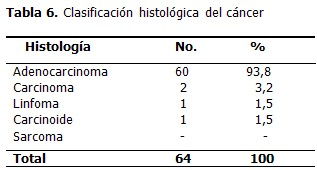 Tabla 6. Clasificación histológica del cáncer
Histología No. %
Adenocarcinoma 60 93,8
Carcinoma 2 3,2
Linfoma 1 1,5
Carcinoide 1 1,5
Sarcoma - -
Total 64 100